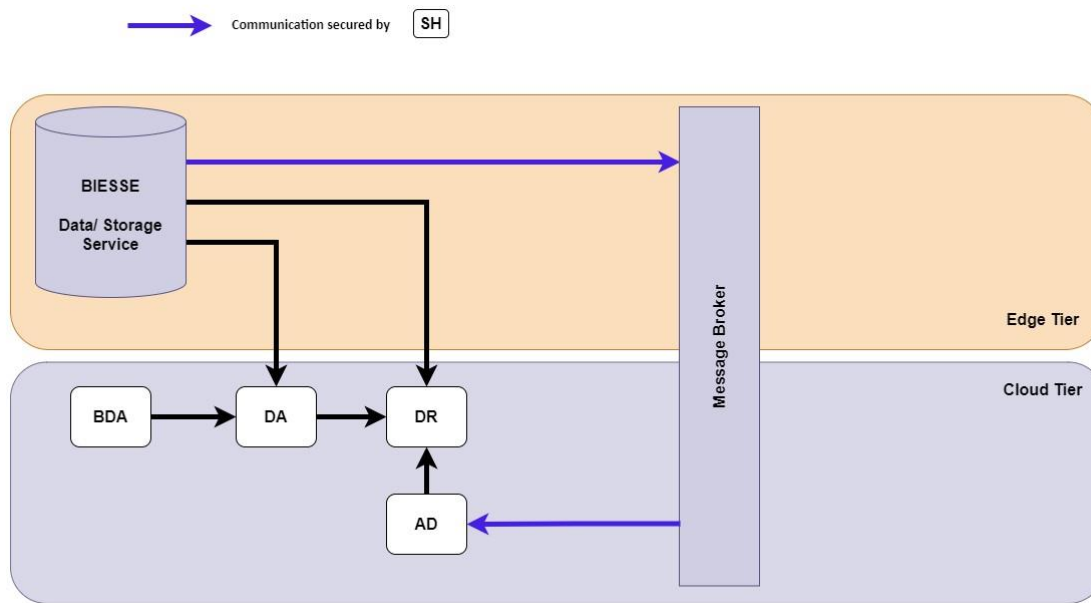 Communication secured by SH
BIESSE
Data/ Storage
Service
Message Broker
Edge Tier
Cloud Tier
BDA
DA
DR
AD